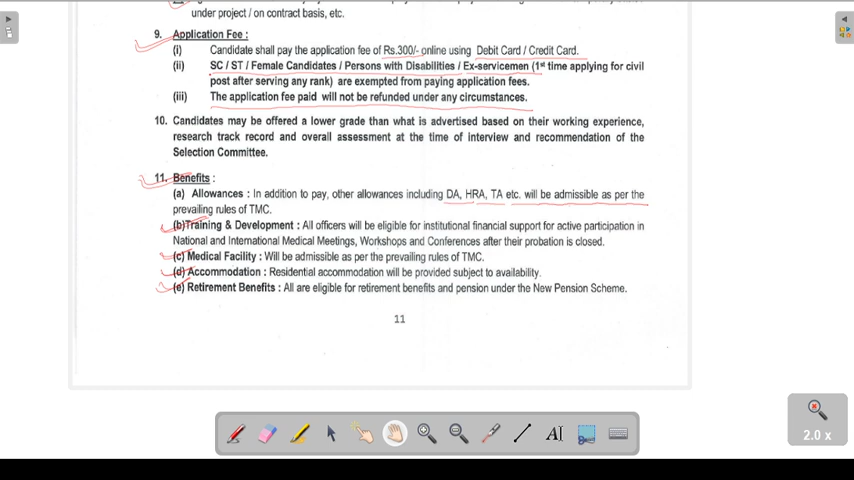 under project / on contract basis, etc.
9. Application Fee :
(i) Candidate shall pay the application fee of Rs.300/- online using Debit Card / Credit Card.
(ii) SC / ST / Female Candidates / Persons with Disabilities / Ex-servicemen (1st time applying for civil
post after serving any rank) are exempted from paying application fees.
(iii) The application fee paid will not be refunded under any circumstances.
10. Candidates may be offered a lower grade than what is advertised based on their working experience,
research track record and overall assessment at the time of interview and recommendation of the
Selection Committee.
11. Benefits :
(a) Allowances : In addition to pay, other allowances including DA, HRA, TA etc. will be admissible as per the
prevailing rules of TMC.
(b) Training & Development : All officers will be eligible for institutional financial support for active participation in
National and International Medical Meetings, Workshops and Conferences after their probation is closed.
(c) Medical Facility : Will be admissible as per the prevailing rules of TMC.
(d) Accommodation : Residential accommodation will be provided subject to availability.
(e) Retirement Benefits : All are eligible for retirement benefits and pension under the New Pension Scheme.
11
AI
2.0 x